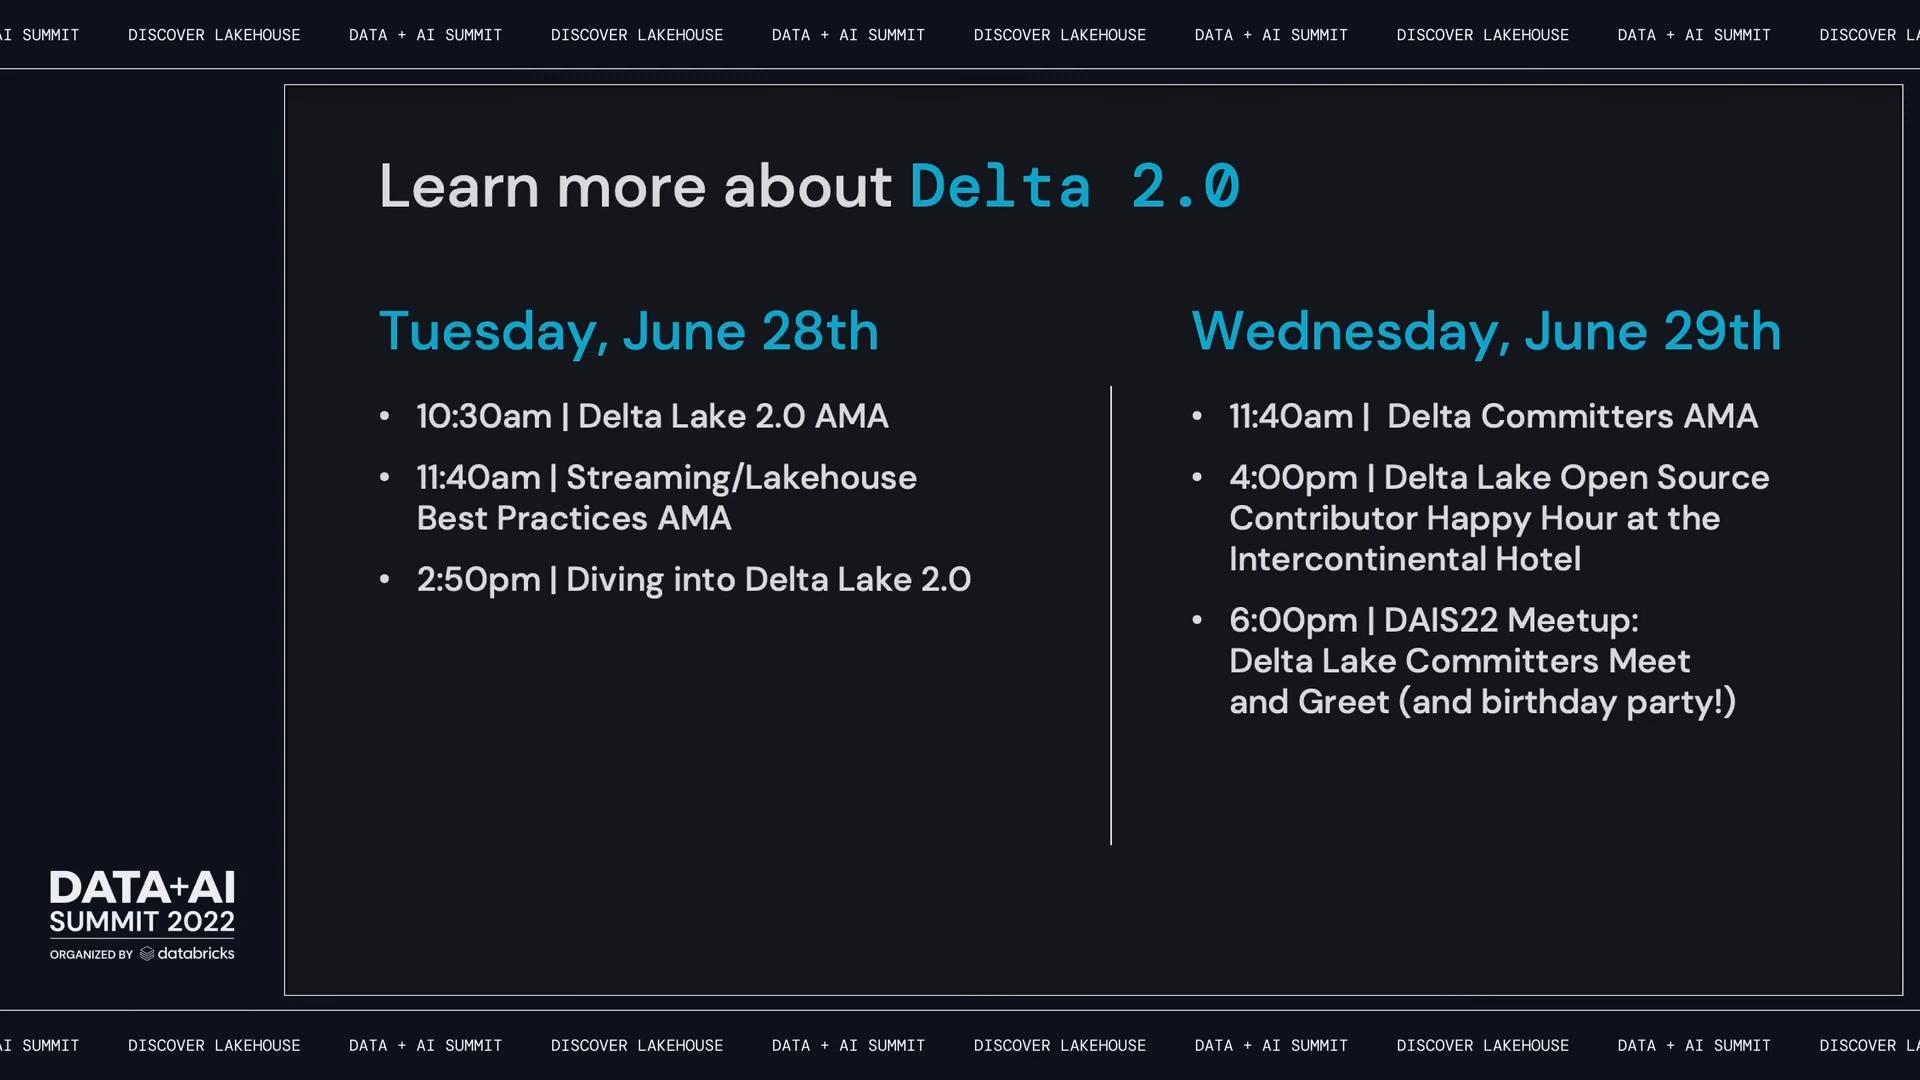 AI SUMMIT DISCOVER LAKEHOUSE DATA + AI SUMMIT DISCOVER LAKEHOUSE DATA + AI SUMMIT DISCOVER LAKEHOUSE DATA + AI SUMMIT DISCOVER LAKEHOUSE DATA + AI SUMMIT DISCOVER LA
Learn more about Delta 2.0
Tuesday, June 28th
• 10:30am | Delta Lake 2.0 AMA
• 11:40am | Streaming/Lakehouse
Best Practices AMA
• 2:50pm | Diving into Delta Lake 2.0
Wednesday, June 29th
• 11:40am | Delta Committers AMA
• 4:00pm | Delta Lake Open Source
Contributor Happy Hour at the
Intercontinental Hotel
• 6:00pm | DAIS22 Meetup:
Delta Lake Committers Meet
and Greet (and birthday party!)
DATA+AI
SUMMIT 2022
ORGANIZED BY databricks
AI SUMMIT DISCOVER LAKEHOUSE DATA + AI SUMMIT DISCOVER LAKEHOUSE DATA + AI SUMMIT DISCOVER LAKEHOUSE DATA + AI SUMMIT DISCOVER LAKEHOUSE DATA + AI SUMMIT DISCOVER LA